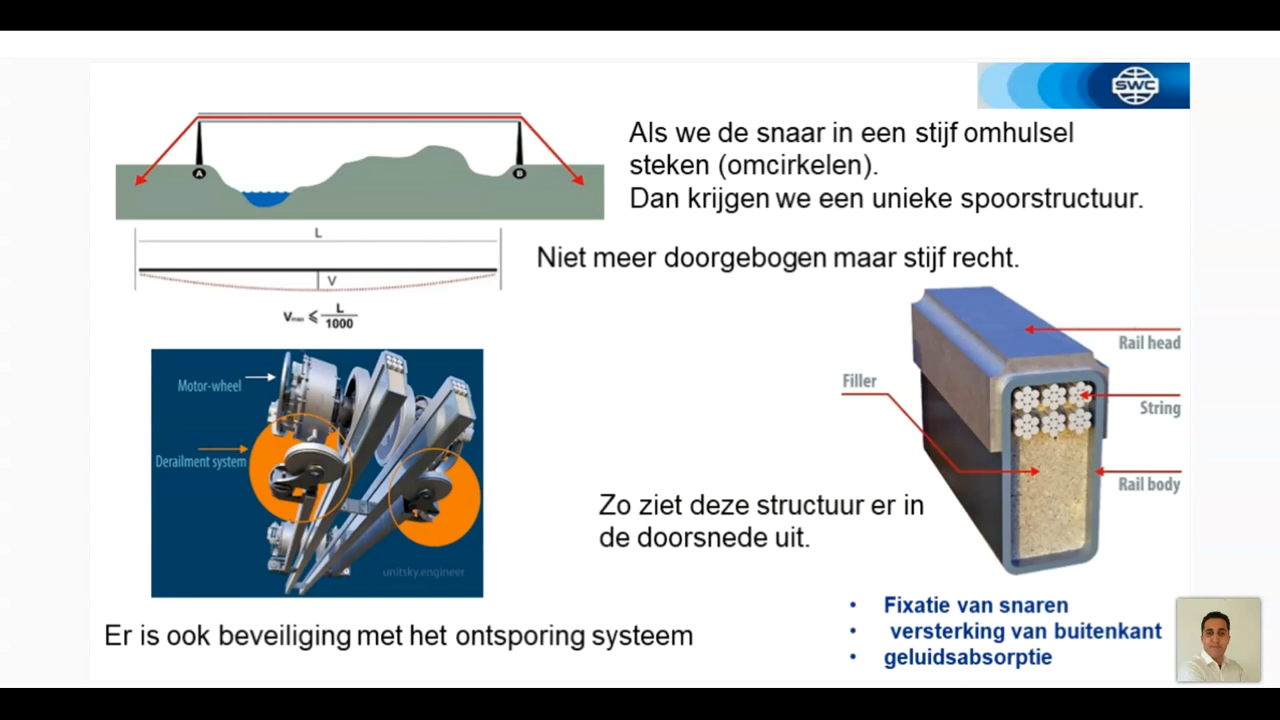 SWC
Als we de snaar in een stijf omhulsel
steken (omcirkelen).
Dan krijgen we een unieke spoorstructuur.
A
B
L
Niet meer doorgebogen maar stijf recht.
V
Vmax ⩽ L
1000
Rail head
Motor-wheel
Filler
String
Derailment system
Rail body
Zo ziet deze structuur er in
de doorsnede uit.
unitsky.engineer
Fixatie van snaren
versterking van buitenkant
geluidsabsorptie
Er is ook beveiliging met het ontsporing systeem